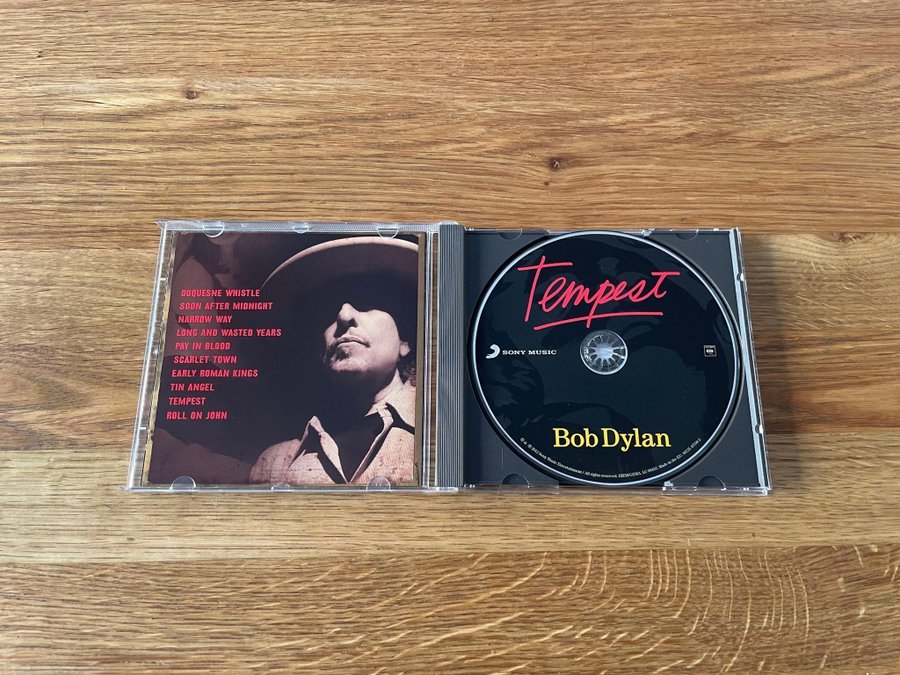 DUQUESNE WHISTLE
SOON AFTER MIDNIGHT
NARROW WAY
LONG AND WASTED YEARS
PAY IN BLOOD
SCARLET TOWN
EARLY ROMAN KINGS
TIN ANGEL
TEMPEST
ROLL ON JOHN
Tempest
SONY MUSIC
Bob Dylan